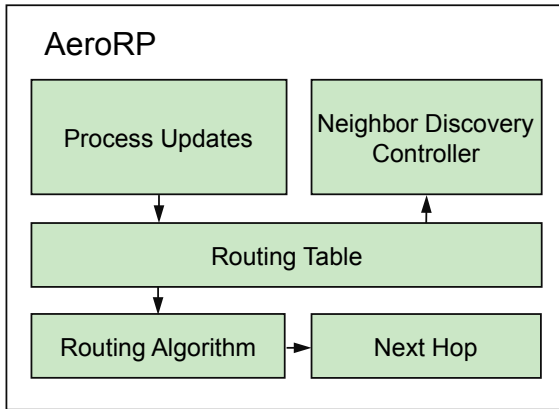 AeroRP
Process Updates
Neighbor Discovery
Controller
Routing Table
Routing Algorithm
Next Hop